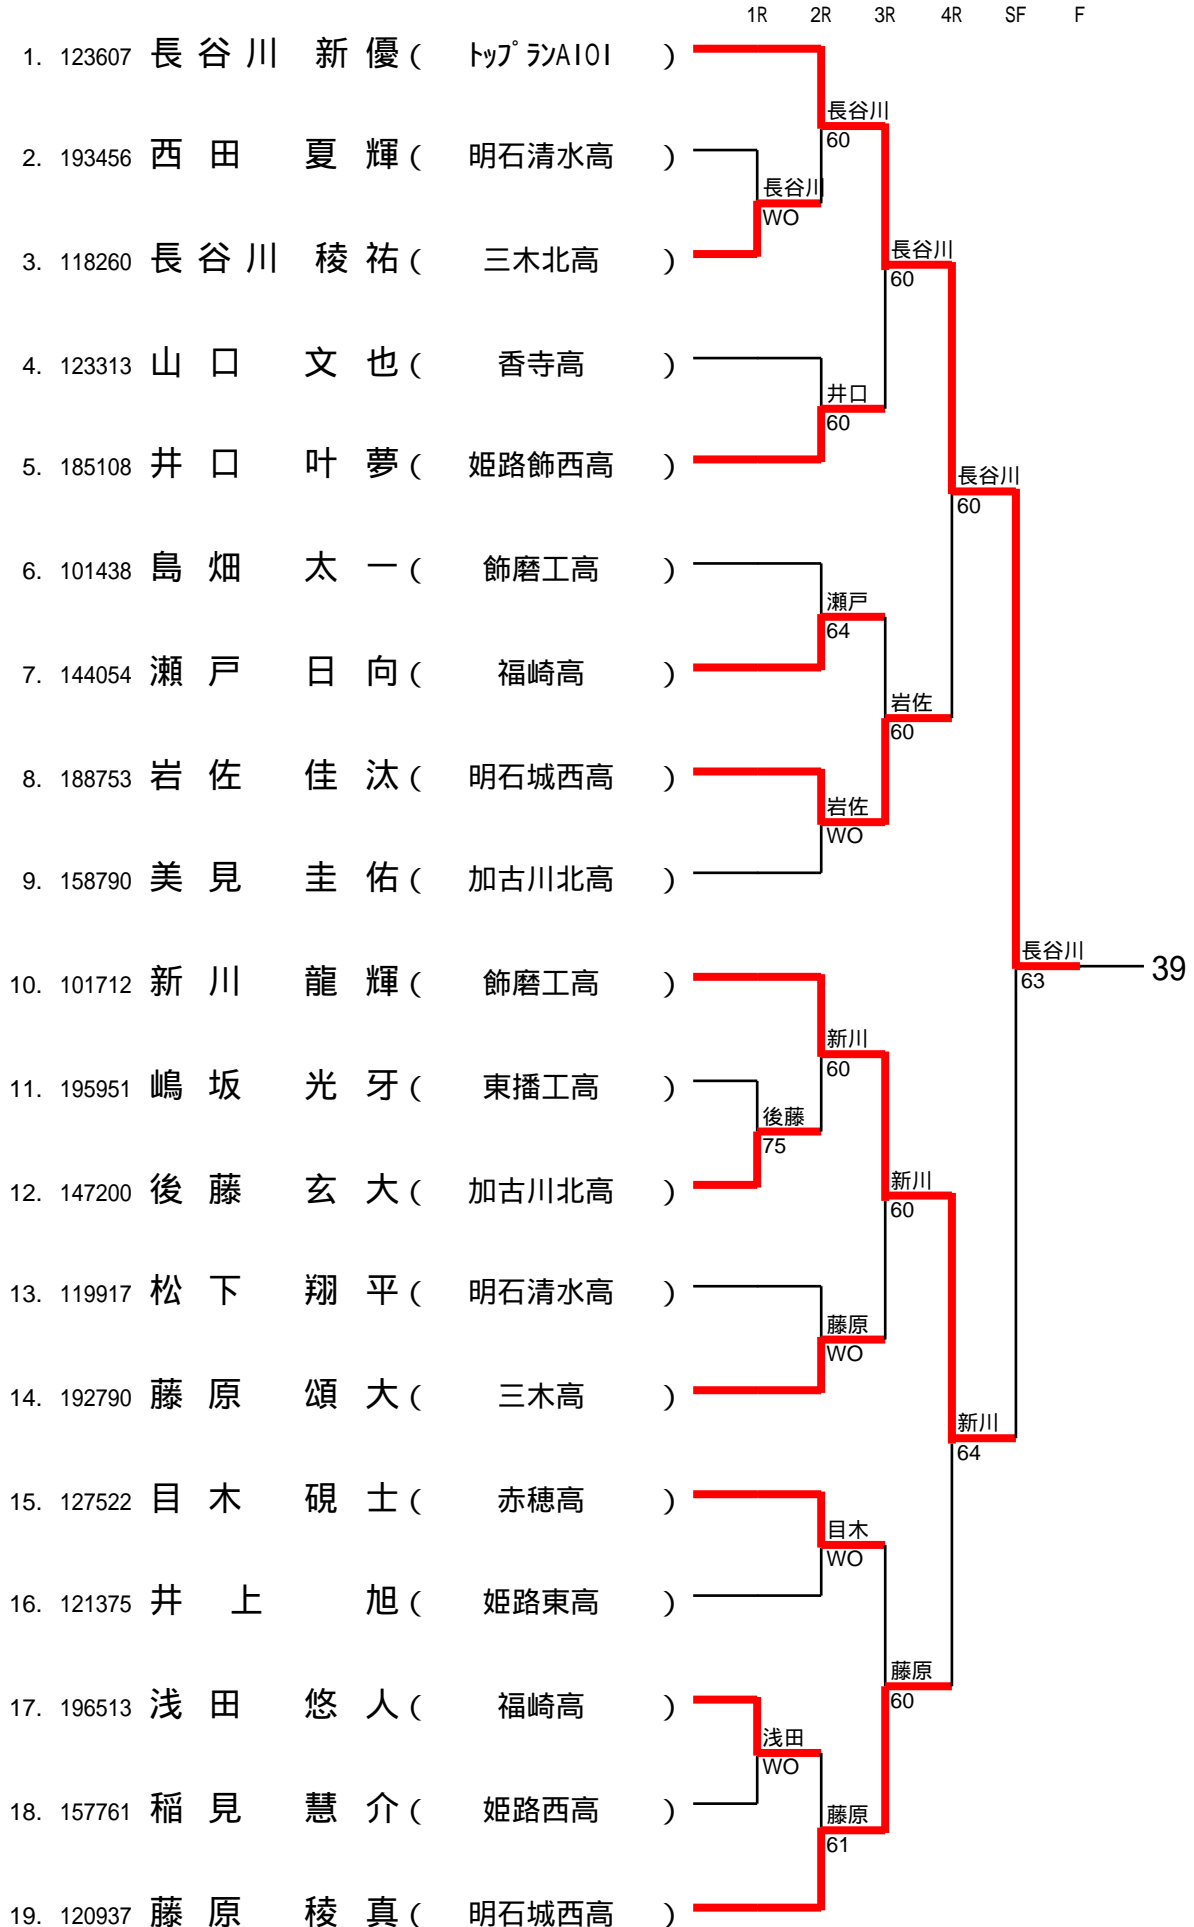 1R 2R 3R 4R SF F
1. 123607 長谷川 新優 ( トップランAIOI )
長谷川
60
2. 193456 西田 夏輝 ( 明石清水高 )
長谷川
WO
3. 118260 長谷川 稜祐 ( 三木北高 )
長谷川
60
4. 123313 山口 文也 ( 香寺高 )
井口
60
5. 185108 井口 叶夢 ( 姫路飾西高 )
長谷川
60
6. 101438 島畑 太一 ( 飾磨工高 )
瀬戸
64
7. 144054 瀬戸 日向 ( 福崎高 )
岩佐
60
8. 188753 岩佐 佳汰 ( 明石城西高 )
岩佐
WO
9. 158790 美見 圭佑 ( 加古川北高 )
長谷川
63
39
10. 101712 新川 龍輝 ( 飾磨工高 )
新川
60
11. 195951 嶋坂 光牙 ( 東播工高 )
後藤
75
12. 147200 後藤 玄大 ( 加古川北高 )
新川
60
13. 119917 松下 翔平 ( 明石清水高 )
藤原
WO
14. 192790 藤原 頌大 ( 三木高 )
新川
64
15. 127522 目木 硯士 ( 赤穂高 )
目木
WO
16. 121375 井上 旭 ( 姫路東高 )
藤原
60
17. 196513 浅田 悠人 ( 福崎高 )
浅田
WO
18. 157761 稲見 慧介 ( 姫路西高 )
藤原
61
19. 120937 藤原 稜真 ( 明石城西高 )